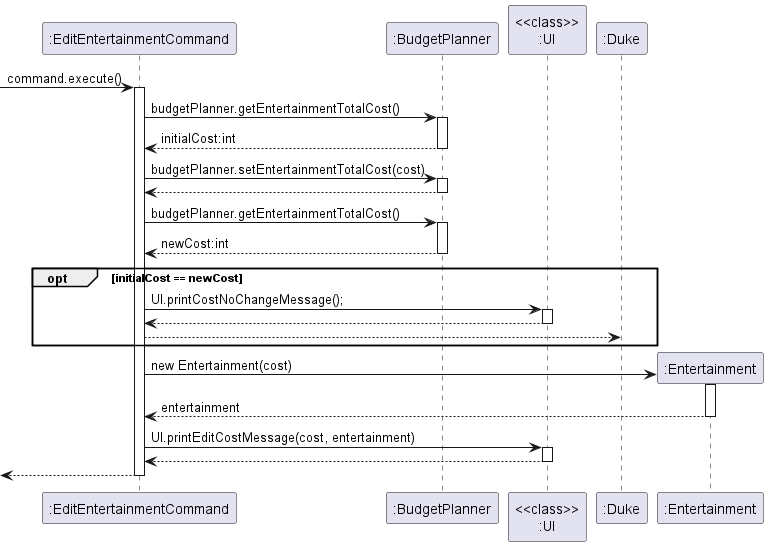 <<class>>
:EditEntertainmentCommand :BudgetPlanner :UI :Duke
command.execute()
budgetPlanner.getEntertainmentTotalCost()
initialCost:int
budgetPlanner.setEntertainmentTotalCost(cost)
budgetPlanner.getEntertainmentTotalCost()
newCost:int
opt [initialCost == newCost]
UI.printCostNoChangeMessage();
new Entertainment(cost) :Entertainment
entertainment
UI.printEditCostMessage(cost, entertainment)
<<class>>
:EditEntertainmentCommand :BudgetPlanner :UI :Duke :Entertainment